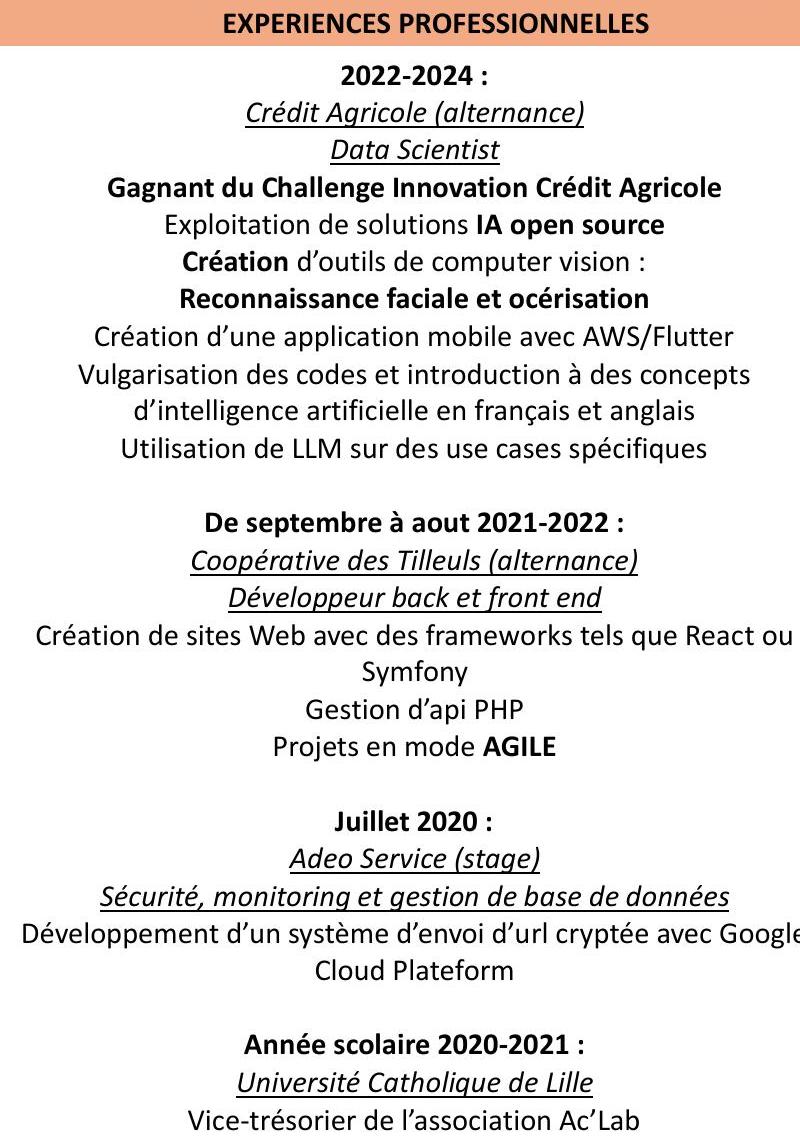 EXPERIENCES PROFESSIONNELLES
2022-2024 :
Crédit Agricole (alternance)
Data Scientist
Gagnant du Challenge Innovation Crédit Agricole
Exploitation de solutions IA open source
Création d’outils de computer vision :
Reconnaissance faciale et océrisation
Création d’une application mobile avec AWS/Flutter
Vulgarisation des codes et introduction à des concepts
d’intelligence artificielle en français et anglais
Utilisation de LLM sur des use cases spécifiques
De septembre à aout 2021-2022 :
Coopérative des Tilleuls (alternance)
Développeur back et front end
Création de sites Web avec des frameworks tels que React ou
Symfony
Gestion d’api PHP
Projets en mode AGILE
Juillet 2020 :
Adeo Service (stage)
Sécurité, monitoring et gestion de base de données
Développement d’un système d’envoi d’url cryptée avec Google
Cloud Plateform
Année scolaire 2020-2021 :
Université Catholique de Lille
Vice-trésorier de l’association Ac’Lab